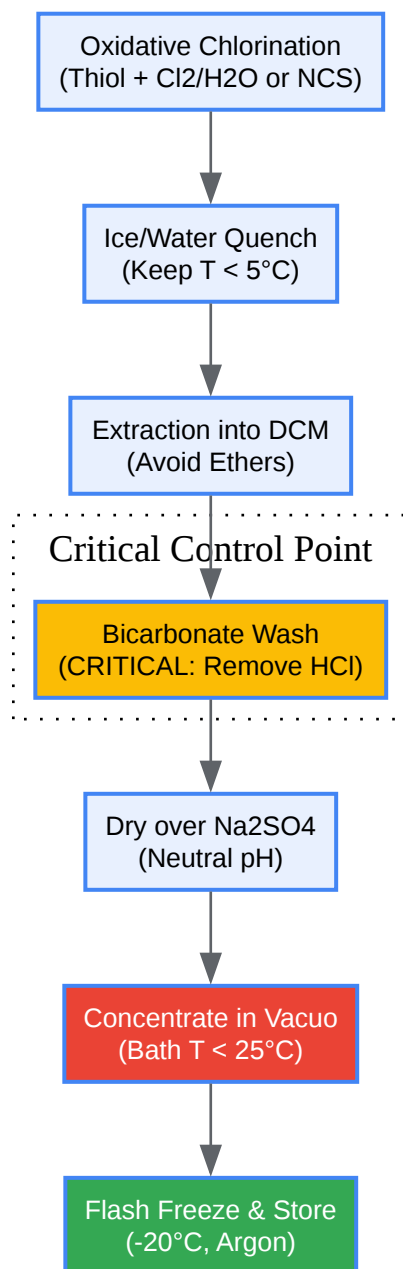 Oxidative Chlorination
(Thiol + Cl2/H2O or NCS)
Ice/Water Quench
(Keep T < 5°C)
Extraction into DCM
(Avoid Ethers)
Critical Control Point
Bicarbonate Wash
(CRITICAL: Remove HCl)
Dry over Na2SO4
(Neutral pH)
Concentrate in Vacuo
(Bath T < 25°C)
Flash Freeze & Store
(-20°C, Argon)